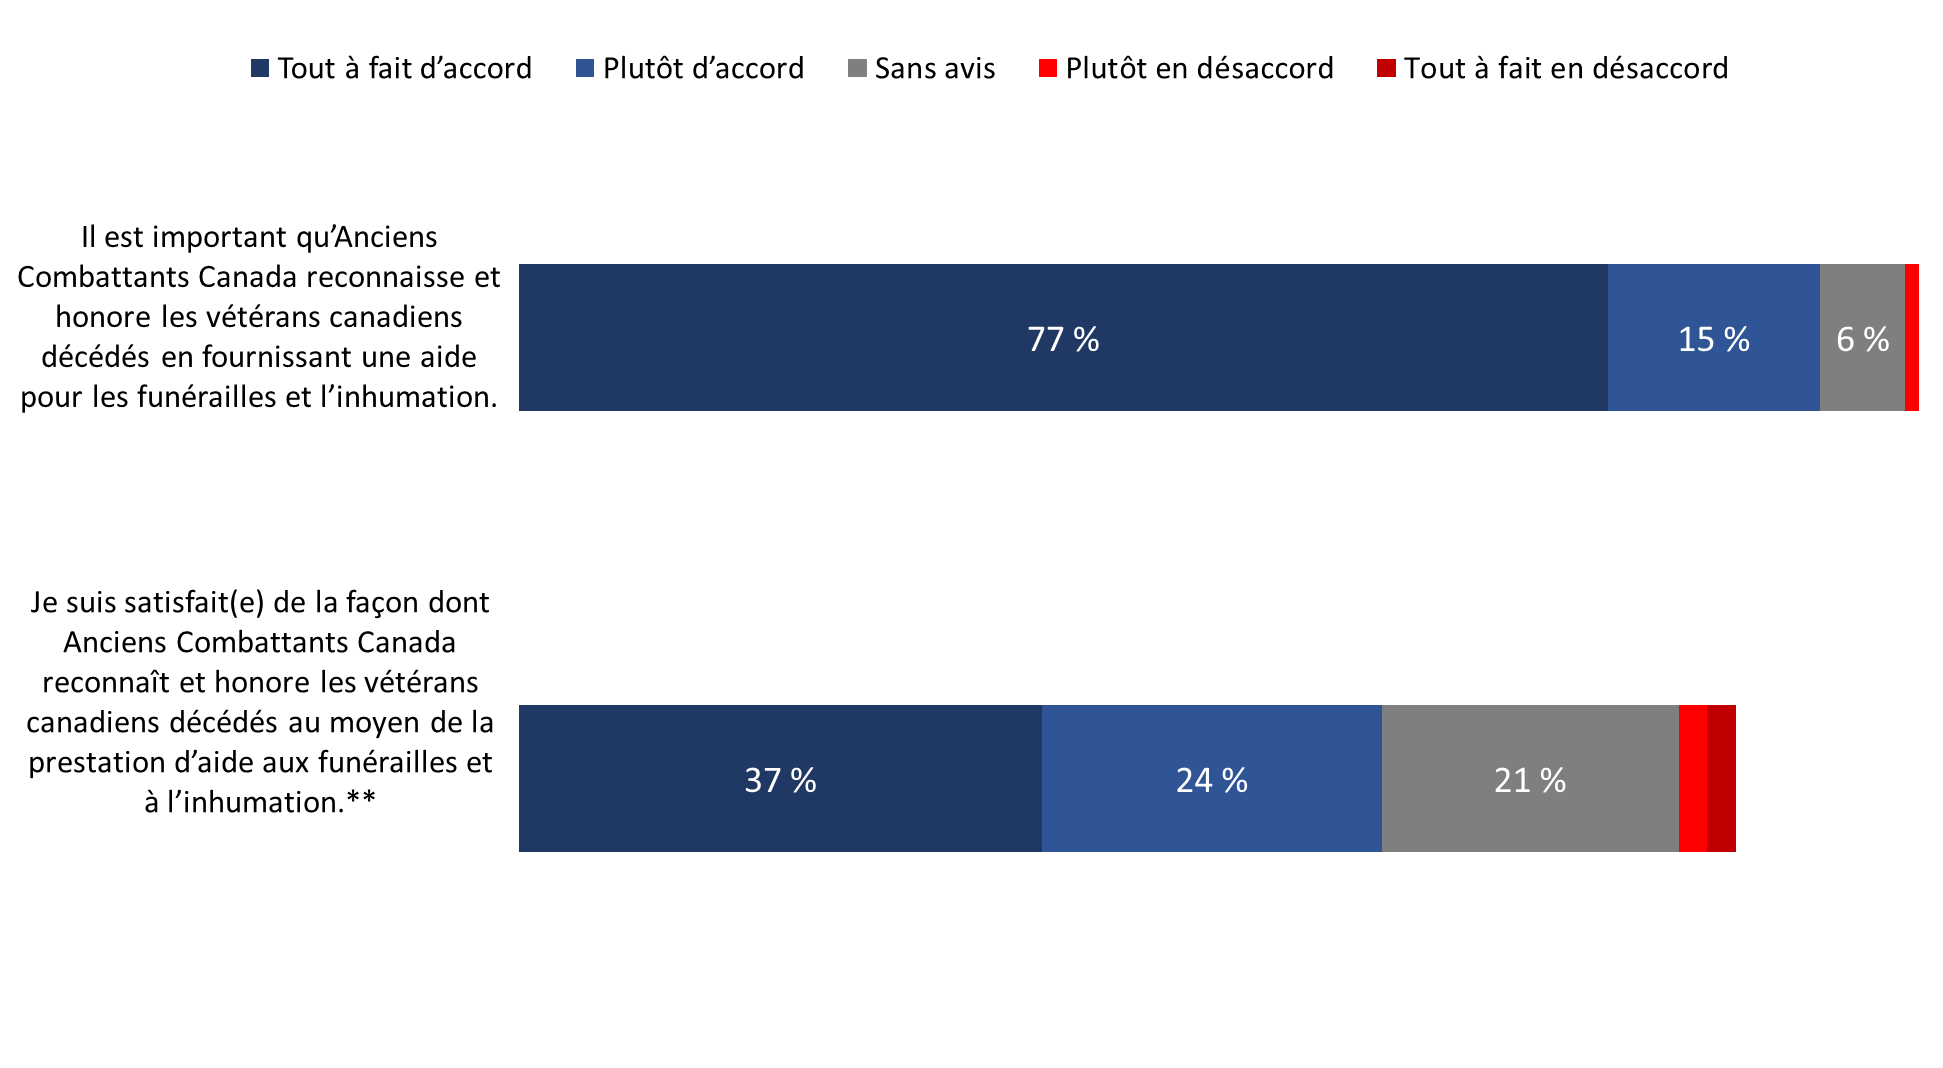 Tout à fait d’accord Plutôt d’accord Sans avis Plutôt en désaccord Tout à fait en désaccord
Il est important qu’Anciens
Combattants Canada reconnaisse et
honore les vétérans canadiens
décédés en fournissant une aide
pour les funérailles et l’inhumation.
77 % 15 % 6 %
Je suis satisfait(e) de la façon dont
Anciens Combattants Canada
reconnaît et honore les vétérans
canadiens décédés au moyen de la
prestation d’aide aux funérailles et
à l’inhumation.**
37 % 24 % 21 %